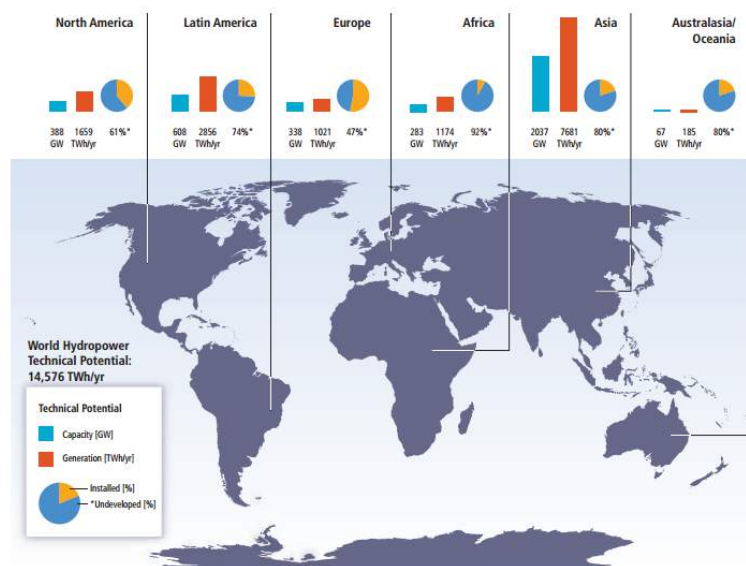 North America
388
GW
1659
TWh/yr
61%*
Latin America
608
GW
2856
TWh/yr
74%*
Europe
338
GW
1021
TWh/yr
47%*
Africa
283
GW
1174
TWh/yr
92%*
Asia
2037
GW
7681
TWh/yr
80%*
Australasia/
Oceania
67
GW
185
TWh/yr
80%*
World Hydropower
Technical Potential:
14,576 TWh/yr
Technical Potential
Capacity [GW]
Generation [TWh/yr]
Installed [%]
*Undeveloped [%]